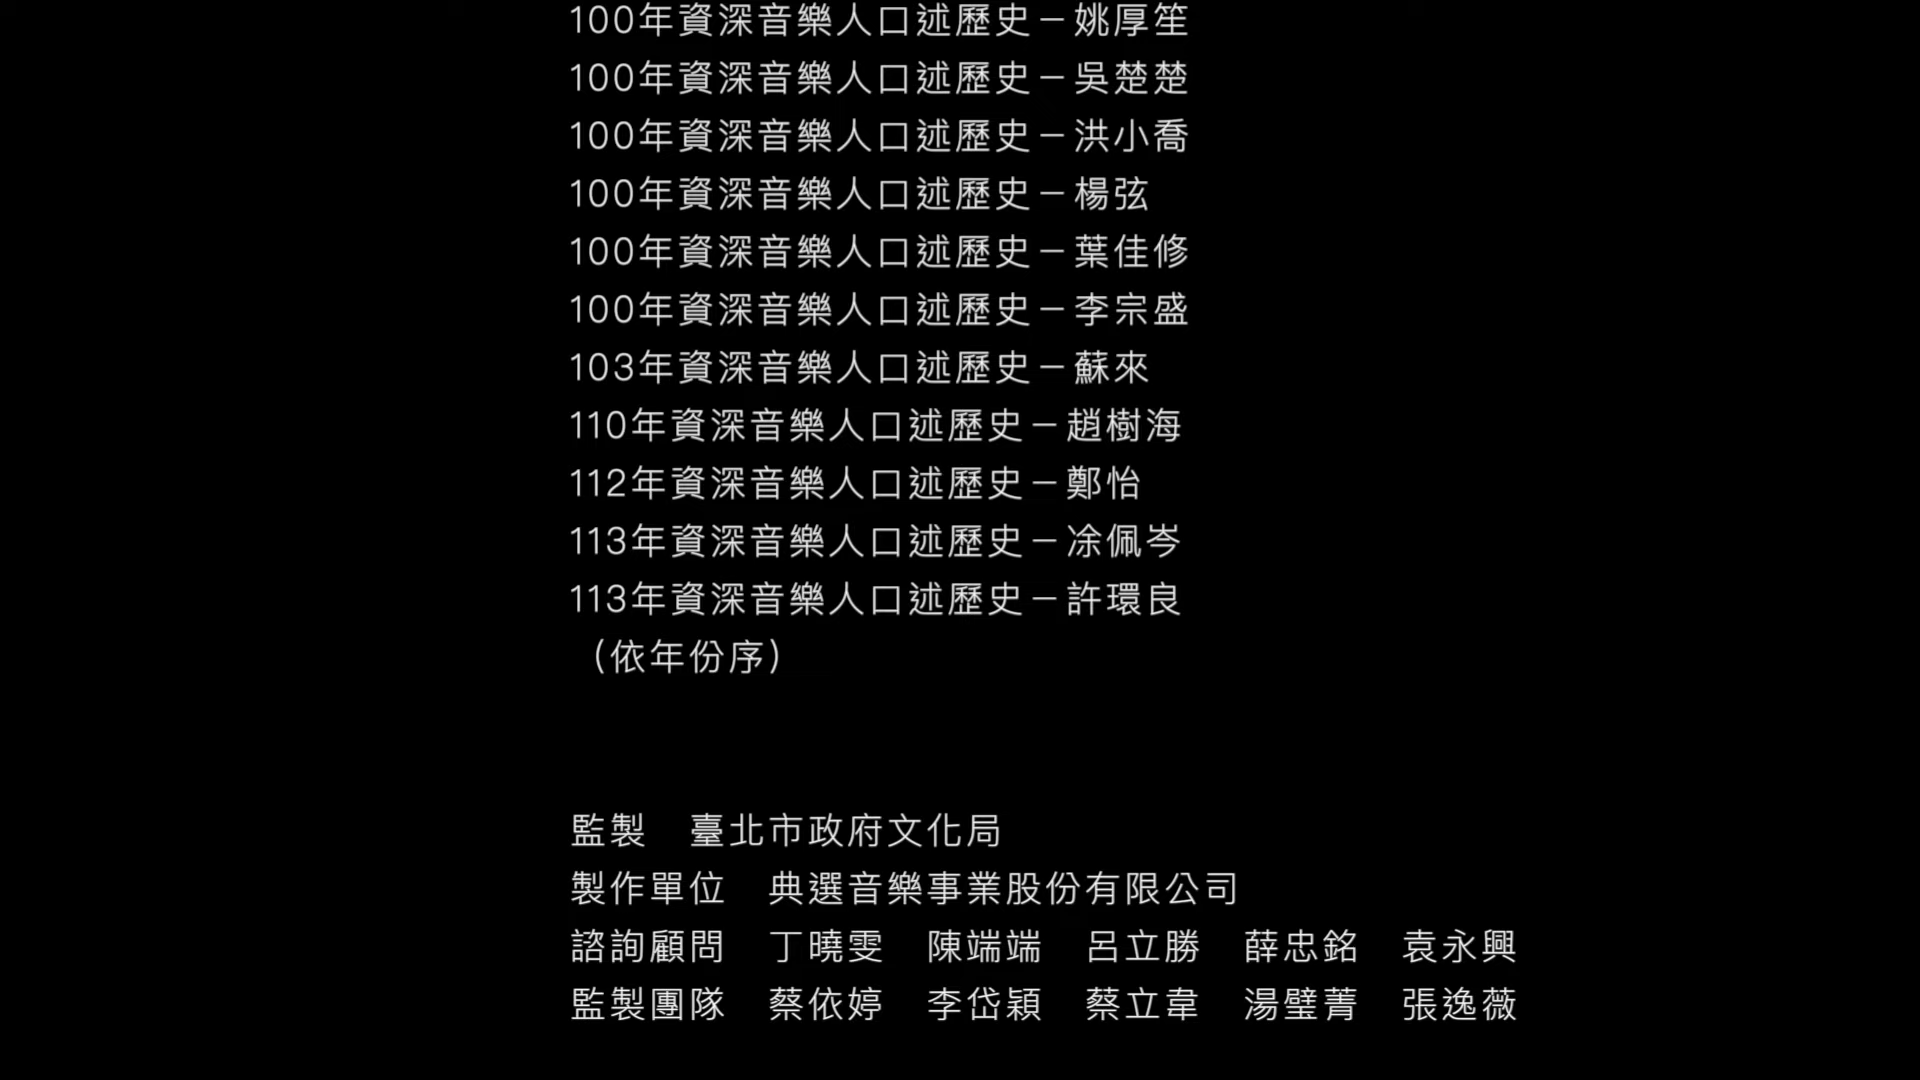 100年資深音樂人口述歷史－姚厚笙
100年資深音樂人口述歷史－吳楚楚
100年資深音樂人口述歷史－洪小喬
100年資深音樂人口述歷史－楊弦
100年資深音樂人口述歷史－葉佳修
100年資深音樂人口述歷史－李宗盛
103年資深音樂人口述歷史－蘇來
110年資深音樂人口述歷史－趙樹海
112年資深音樂人口述歷史－鄭怡
113年資深音樂人口述歷史－凃佩岑
113年資深音樂人口述歷史－許環良
（依年份序）
監製　臺北市政府文化局
製作單位　典選音樂事業股份有限公司
諮詢顧問　丁曉雯　陳端端　呂立勝　薛忠銘　袁永興
監製團隊　蔡依婷　李岱穎　蔡立韋　湯璧菁　張逸薇